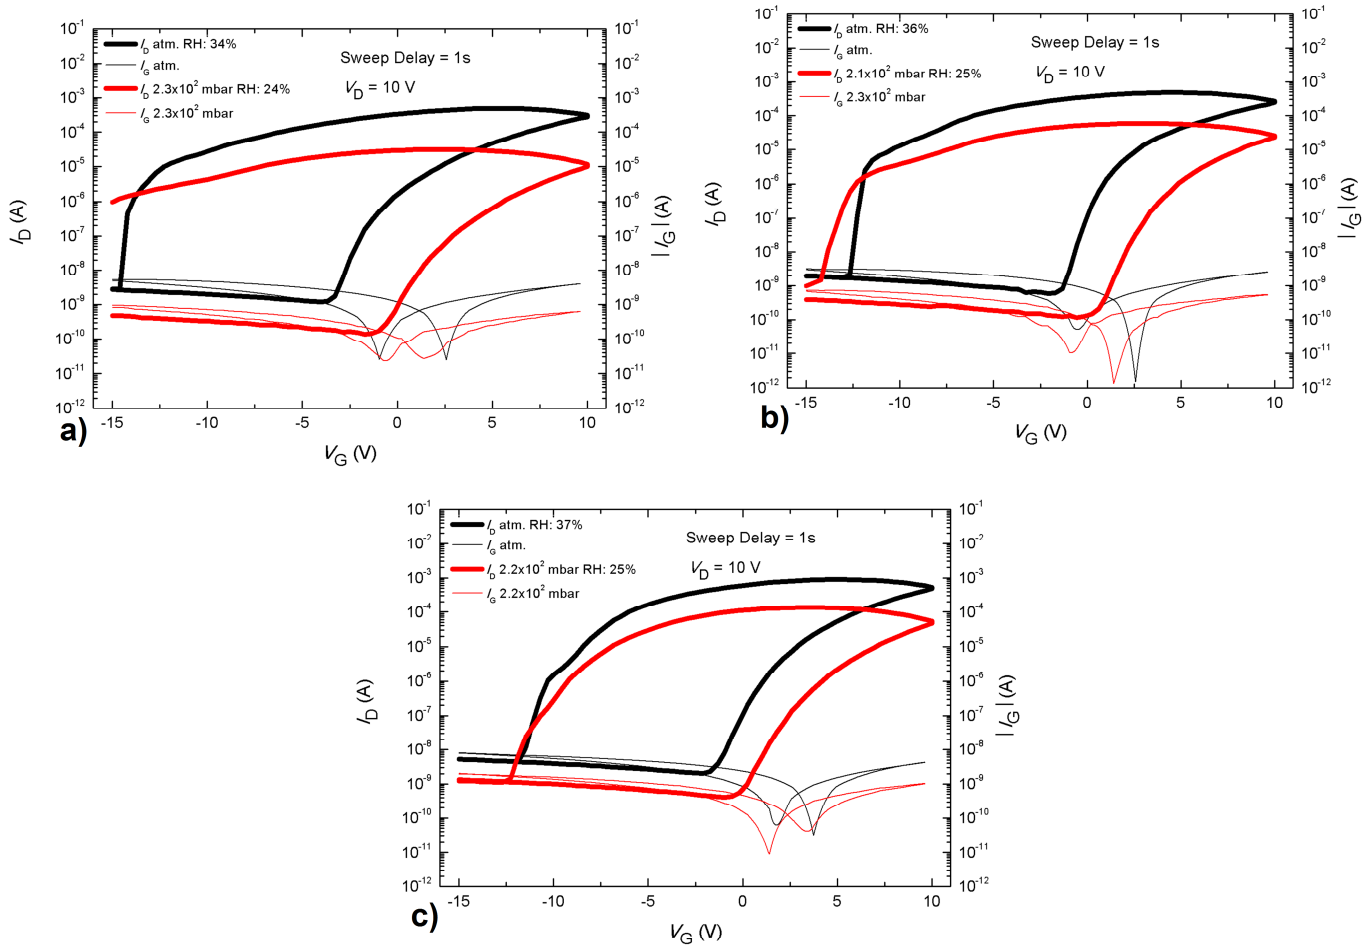 I_D atm. RH: 34%
I_G atm.
I_D 2.3x10² mbar RH: 24%
I_G 2.3x10² mbar
Sweep Delay = 1s
V_D = 10 V
10⁻¹ 10⁻² 10⁻³ 10⁻⁴ 10⁻⁵ 10⁻⁶ 10⁻⁷ 10⁻⁸ 10⁻⁹ 10⁻¹⁰ 10⁻¹¹ 10⁻¹²
I_D (A)
10⁻¹ 10⁻² 10⁻³ 10⁻⁴ 10⁻⁵ 10⁻⁶ 10⁻⁷ 10⁻⁸ 10⁻⁹ 10⁻¹⁰ 10⁻¹¹ 10⁻¹²
| I_G | (A)
-15 -10 -5 0 5 10
V_G (V)
a)
I_D atm. RH: 36%
I_G atm.
I_D 2.1x10² mbar RH: 25%
I_G 2.3x10² mbar
Sweep Delay = 1s
V_D = 10 V
10⁻¹ 10⁻² 10⁻³ 10⁻⁴ 10⁻⁵ 10⁻⁶ 10⁻⁷ 10⁻⁸ 10⁻⁹ 10⁻¹⁰ 10⁻¹¹ 10⁻¹²
I_D (A)
10⁻¹ 10⁻² 10⁻³ 10⁻⁴ 10⁻⁵ 10⁻⁶ 10⁻⁷ 10⁻⁸ 10⁻⁹ 10⁻¹⁰ 10⁻¹¹ 10⁻¹²
| I_G | (A)
-15 -10 -5 0 5 10
V_G (V)
b)
I_D atm. RH: 37%
I_G atm.
I_D 2.2x10² mbar RH: 25%
I_G 2.2x10² mbar
Sweep Delay = 1s
V_D = 10 V
10⁻¹ 10⁻² 10⁻³ 10⁻⁴ 10⁻⁵ 10⁻⁶ 10⁻⁷ 10⁻⁸ 10⁻⁹ 10⁻¹⁰ 10⁻¹¹ 10⁻¹²
I_D (A)
10⁻¹ 10⁻² 10⁻³ 10⁻⁴ 10⁻⁵ 10⁻⁶ 10⁻⁷ 10⁻⁸ 10⁻⁹ 10⁻¹⁰ 10⁻¹¹ 10⁻¹²
| I_G | (A)
-15 -10 -5 0 5 10
V_G (V)
c)